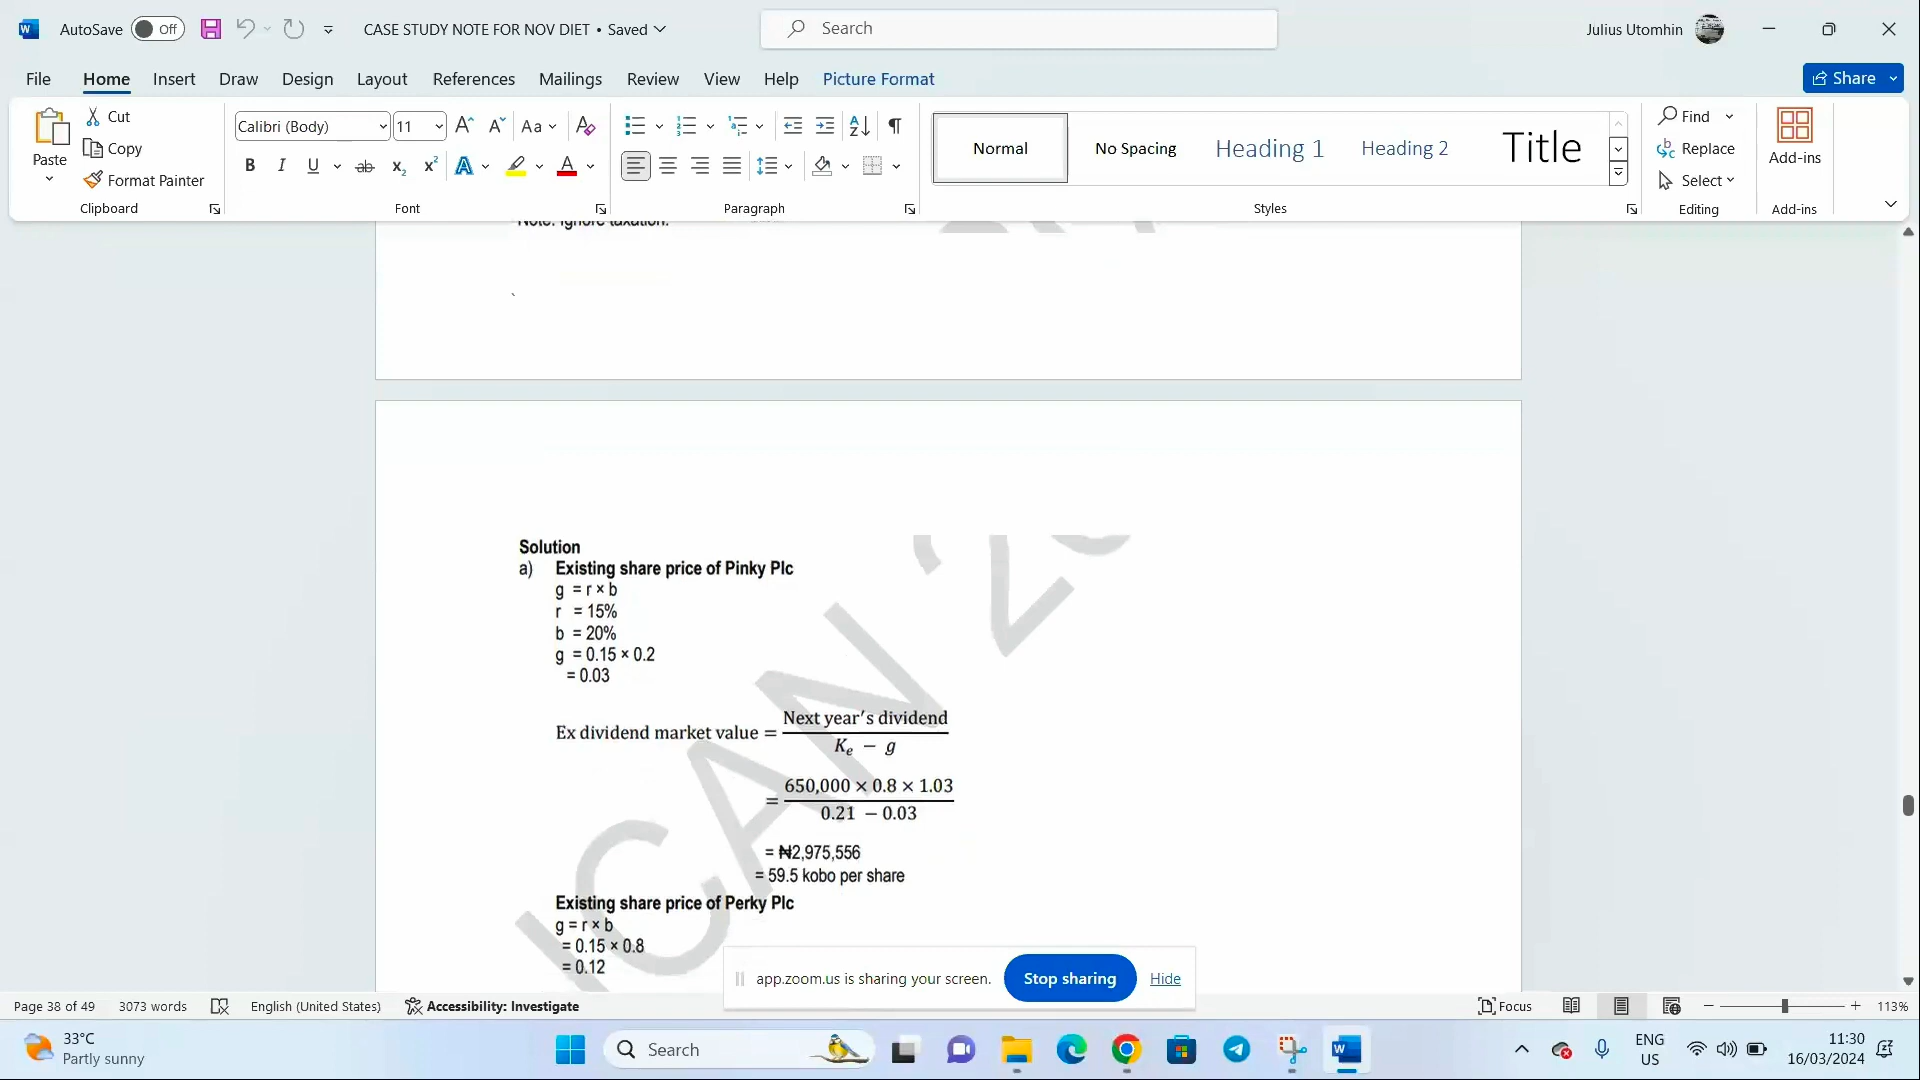 AutoSave Off CASE STUDY NOTE FOR NOV DIET • Saved Search Julius Utomhin
File Home Insert Draw Design Layout References Mailings Review View Help Picture Format Share
Paste Cut Copy Format Painter
Clipboard
Calibri (Body) 11
Font
Paragraph
Normal No Spacing Heading 1 Heading 2 Title
Styles
Find Replace Select
Editing
Add-ins
Add-ins
Note: Ignore taxation.
Solution
a) Existing share price of Pinky Plc
g = r × b
r = 15%
b = 20%
g = 0.15 × 0.2
= 0.03
Ex dividend market value = Next year′s dividend
Kₑ − g
= 650,000 × 0.8 × 1.03
0.21 − 0.03
= ₦2,975,556
= 59.5 kobo per share
Existing share price of Perky Plc
g = r × b
= 0.15 × 0.8
= 0.12
ICAN 20
app.zoom.us is sharing your screen. Stop sharing Hide
Page 38 of 49 3073 words English (United States) Accessibility: Investigate Focus 113%
33°C
Partly sunny
Search
ENG
US
11:30
16/03/2024